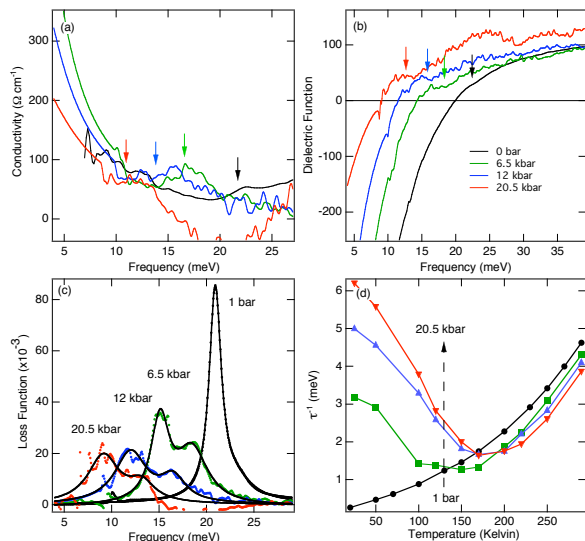 (a)
300
200
100
0
Conductivity (Ω cm⁻¹)
5
10
15
20
25
Frequency (meV)
(b)
100
0
-100
-200
Dielectric Function
0 bar
6.5 kbar
12 kbar
20.5 kbar
5
10
15
20
25
30
35
Frequency (meV)
(c)
80
60
40
20
0
Loss Function (x10⁻³)
1 bar
6.5 kbar
12 kbar
20.5 kbar
5
10
15
20
25
Frequency (meV)
(d)
6
5
4
3
2
1
τ⁻¹ (meV)
20.5 kbar
1 bar
50
100
150
200
250
Temperature (Kelvin)